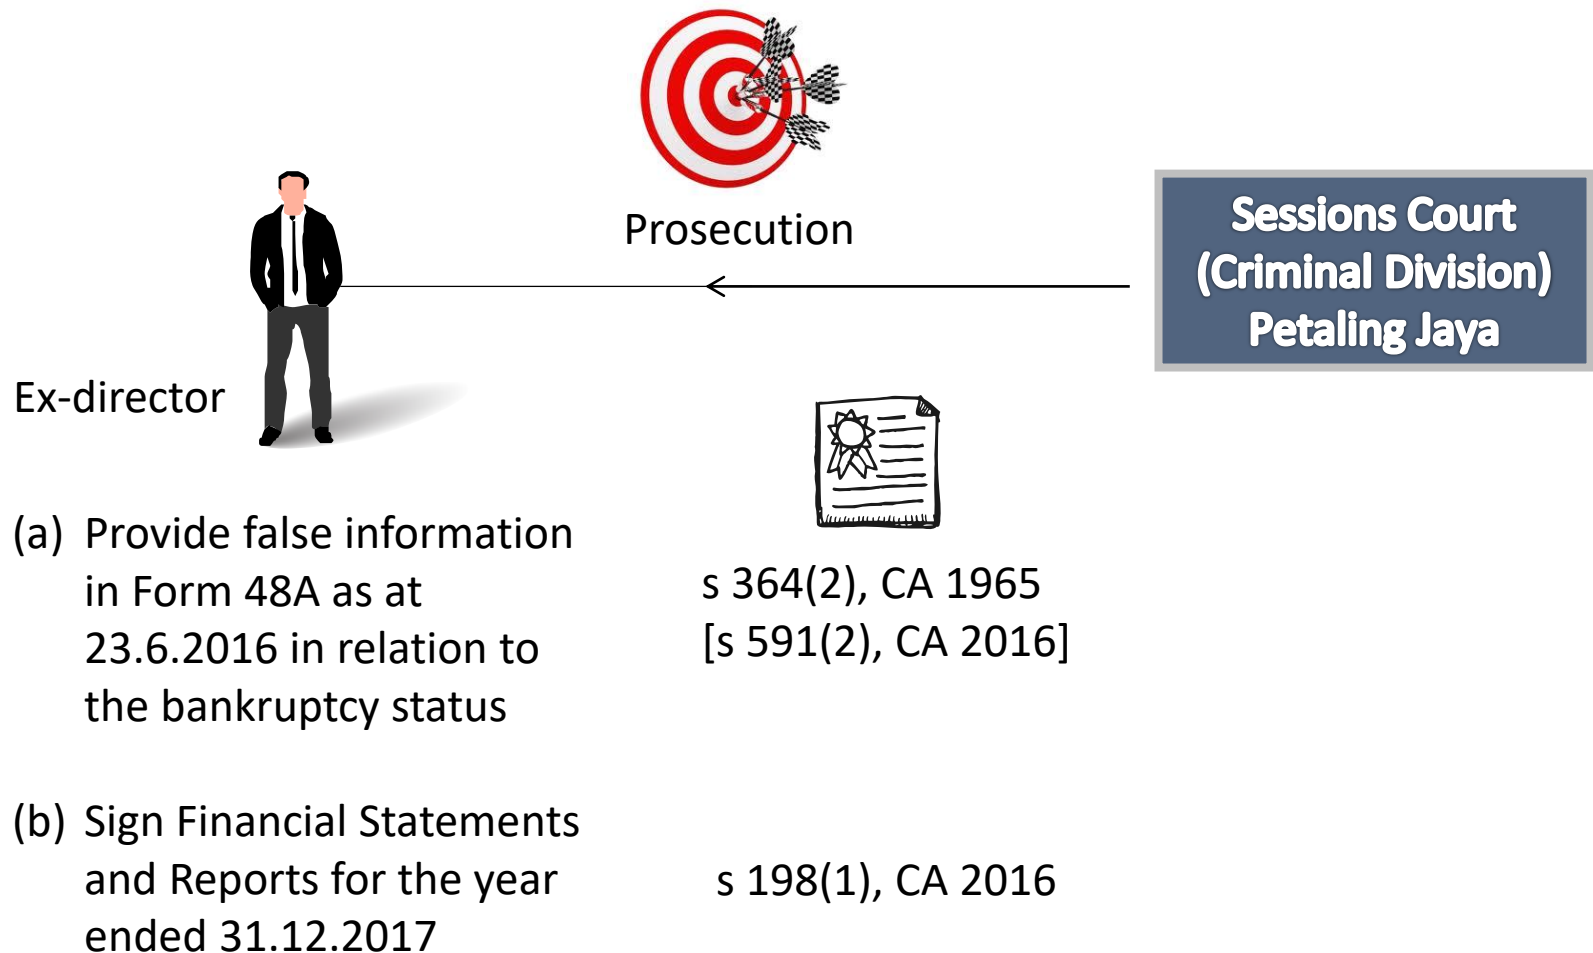 Prosecution
Sessions Court
(Criminal Division)
Petaling Jaya
Ex-director
(a) Provide false information
in Form 48A as at
23.6.2016 in relation to
the bankruptcy status
s 364(2), CA 1965
[s 591(2), CA 2016]
(b) Sign Financial Statements
and Reports for the year
ended 31.12.2017
s 198(1), CA 2016